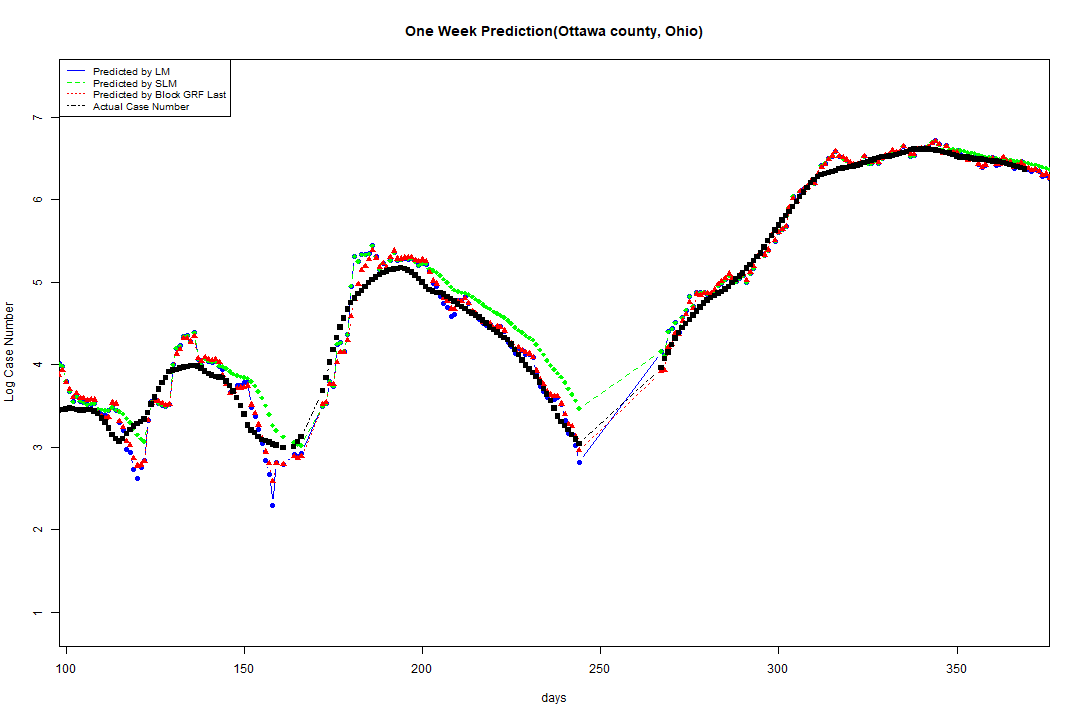 One Week Prediction(Ottawa county, Ohio)
Predicted by LM
Predicted by SLM
Predicted by Block GRF Last
Actual Case Number
Log Case Number
7
6
5
4
3
2
1
100 150 200 250 300 350
days